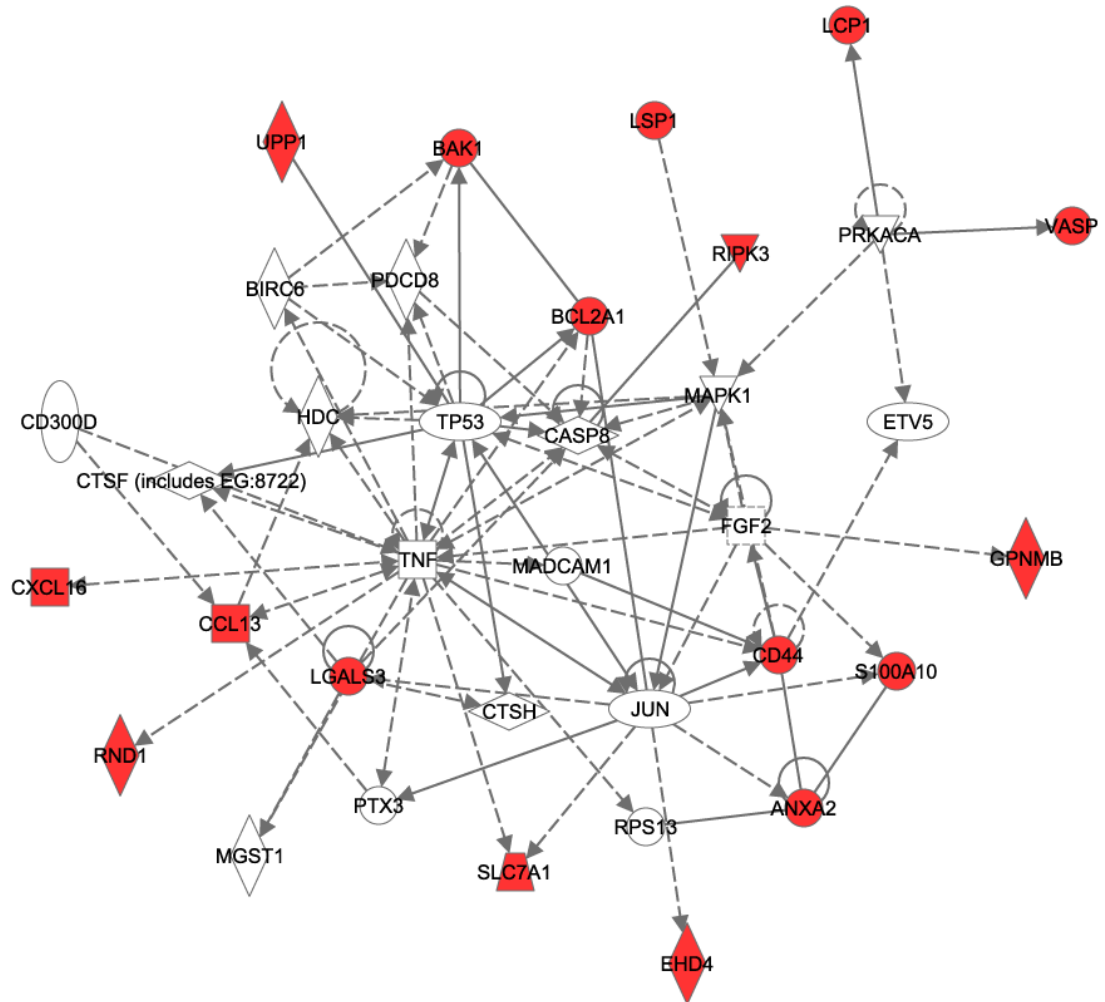 LCP1
LSP1
UPP1
BAK1
VASP
PRKACA
RIPK3
PDCD8
BIRC6
BCL2A1
MAPK1
CD300D
HDC
TP53
ETV5
CASP8
CTSF (includes EG:8722)
FGF2
TNF
MADCAM1
GPNMB
CXCL16
CCL13
CD44
S100A10
LGALS3
CTSH
JUN
RND1
PTX3
ANXA2
RPS13
MGST1
SLC7A1
EHD4